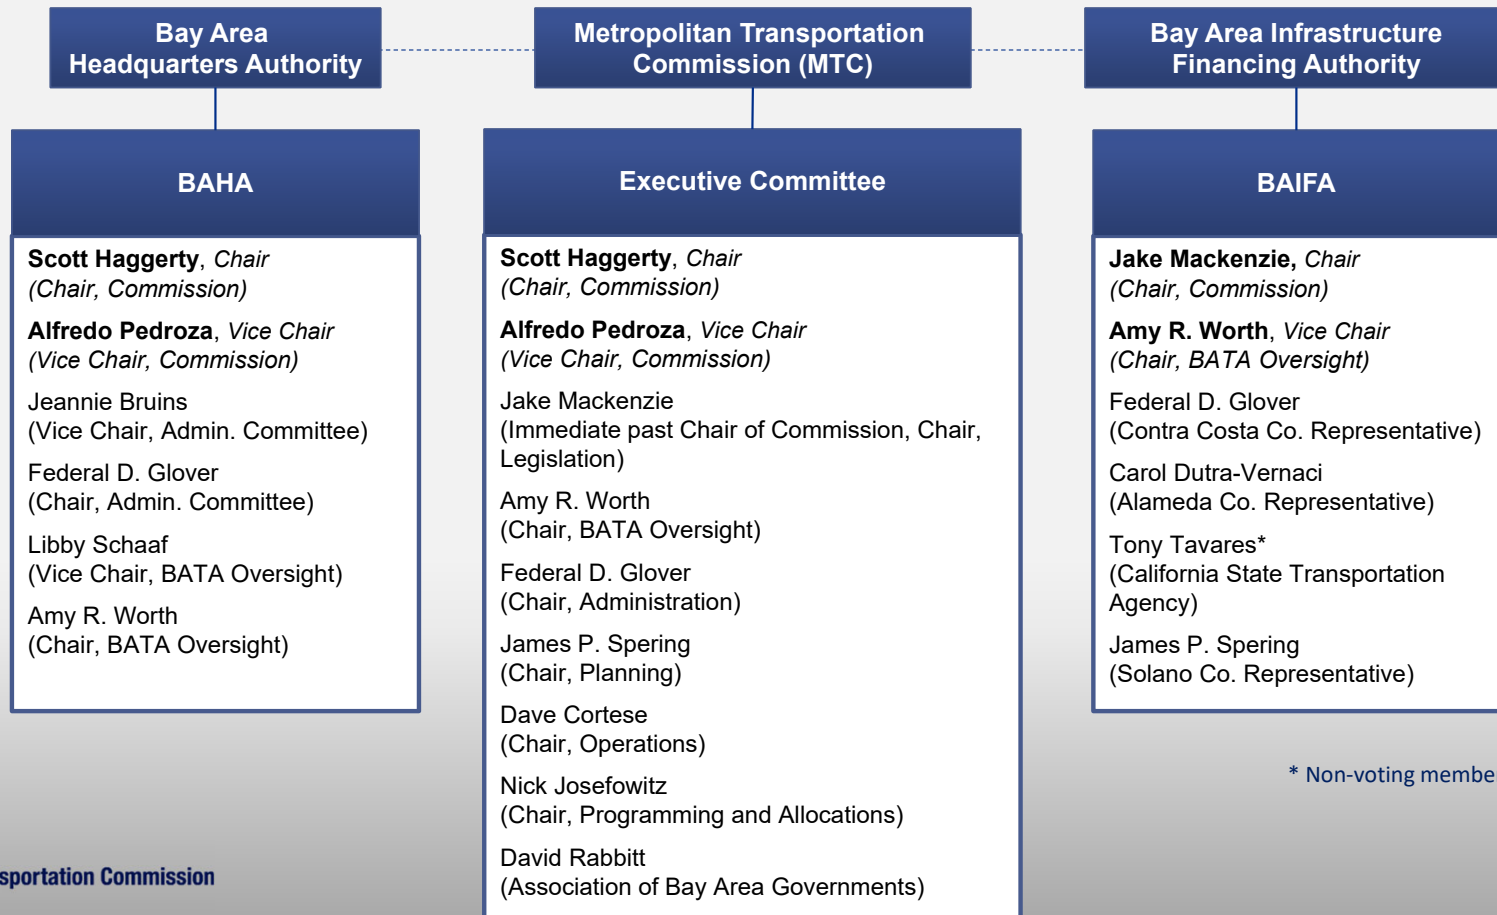 Bay Area
Headquarters Authority
Metropolitan Transportation
Commission (MTC)
Bay Area Infrastructure
Financing Authority
BAHA
Scott Haggerty, Chair
(Chair, Commission)
Alfredo Pedroza, Vice Chair
(Vice Chair, Commission)
Jeannie Bruins
(Vice Chair, Admin. Committee)
Federal D. Glover
(Chair, Admin. Committee)
Libby Schaaf
(Vice Chair, BATA Oversight)
Amy R. Worth
(Chair, BATA Oversight)
Executive Committee
Scott Haggerty, Chair
(Chair, Commission)
Alfredo Pedroza, Vice Chair
(Vice Chair, Commission)
Jake Mackenzie
(Immediate past Chair of Commission, Chair,
Legislation)
Amy R. Worth
(Chair, BATA Oversight)
Federal D. Glover
(Chair, Administration)
James P. Spering
(Chair, Planning)
Dave Cortese
(Chair, Operations)
Nick Josefowitz
(Chair, Programming and Allocations)
David Rabbitt
(Association of Bay Area Governments)
BAIFA
Jake Mackenzie, Chair
(Chair, Commission)
Amy R. Worth, Vice Chair
(Chair, BATA Oversight)
Federal D. Glover
(Contra Costa Co. Representative)
Carol Dutra-Vernaci
(Alameda Co. Representative)
Tony Tavares*
(California State Transportation
Agency)
James P. Spering
(Solano Co. Representative)
* Non-voting membe
sportation Commission